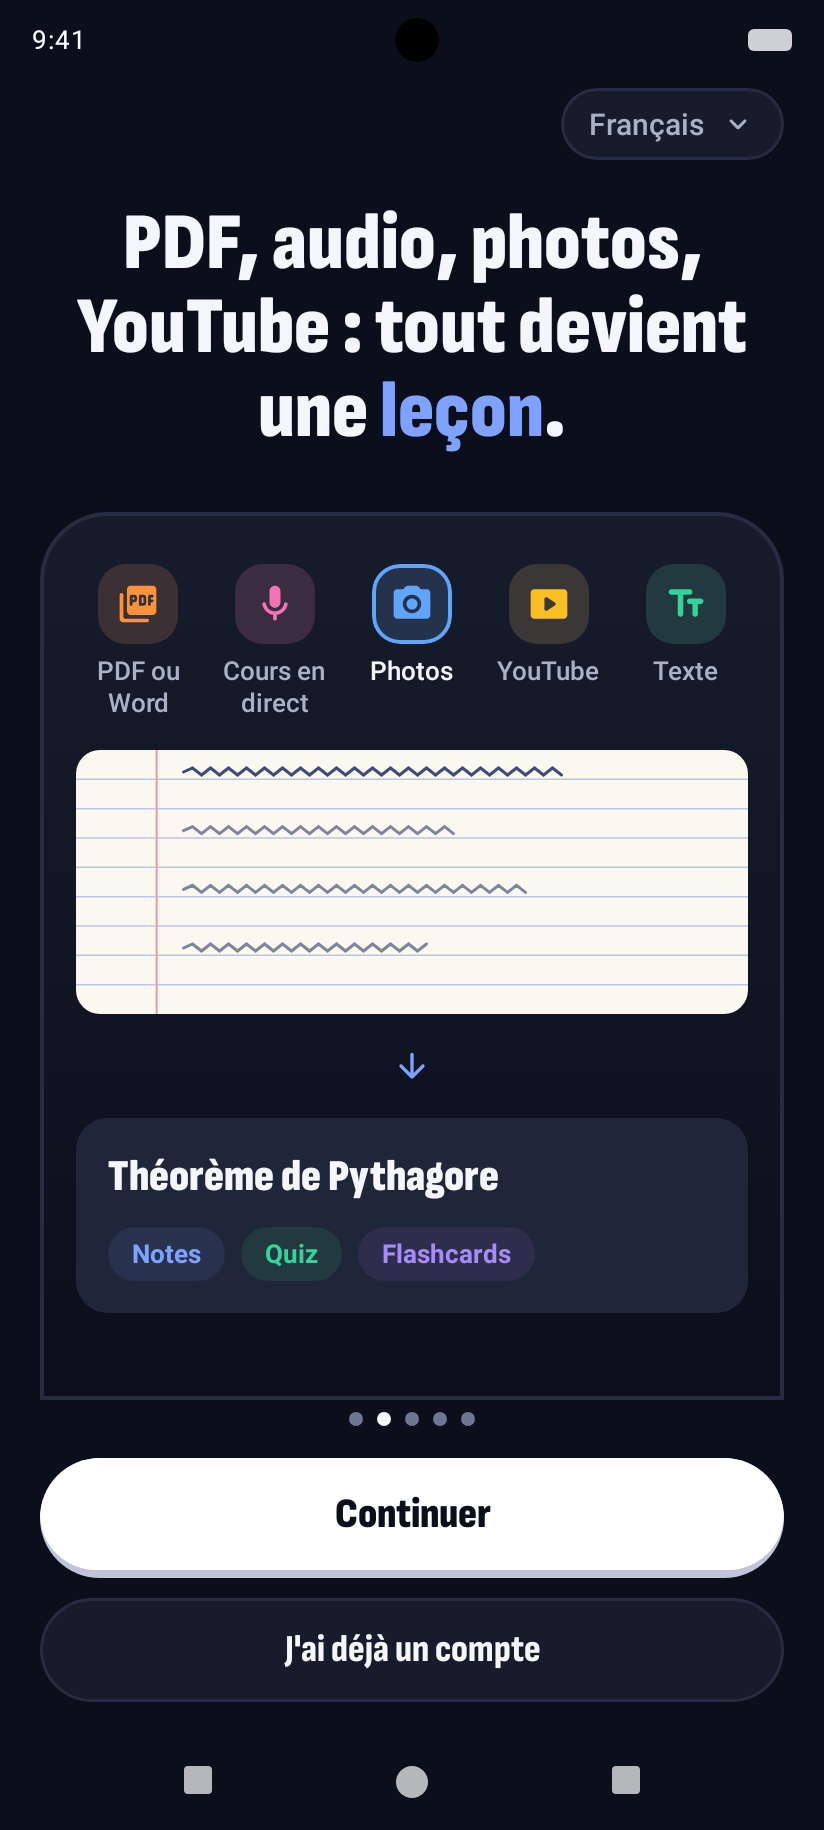 9:41
Français
PDF, audio, photos,
YouTube : tout devient
une leçon.
PDF
PDF ou
Word
Cours en
direct
Photos
YouTube
Tт
Texte
Théorème de Pythagore
Notes
Quiz
Flashcards
Continuer
J'ai déjà un compte